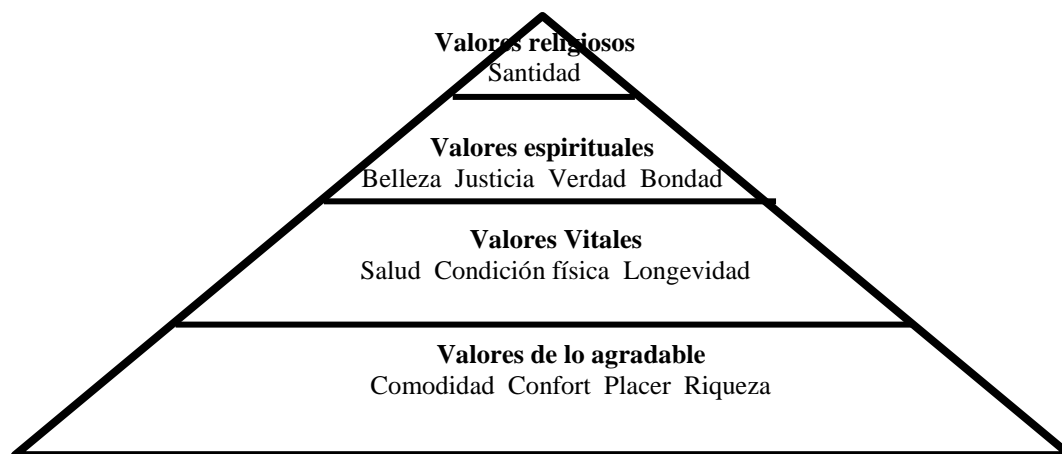 Valores religiosos
Santidad
Valores espirituales
Belleza Justicia Verdad Bondad
Valores Vitales
Salud Condición física Longevidad
Valores de lo agradable
Comodidad Confort Placer Riqueza